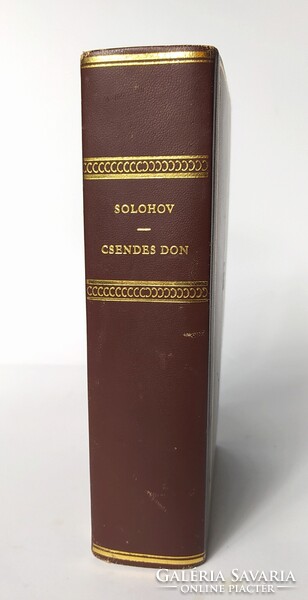 SOLOHOV
CSENDES DON
GALÉRIA SAVARIA
ONLINE PIACTÉR